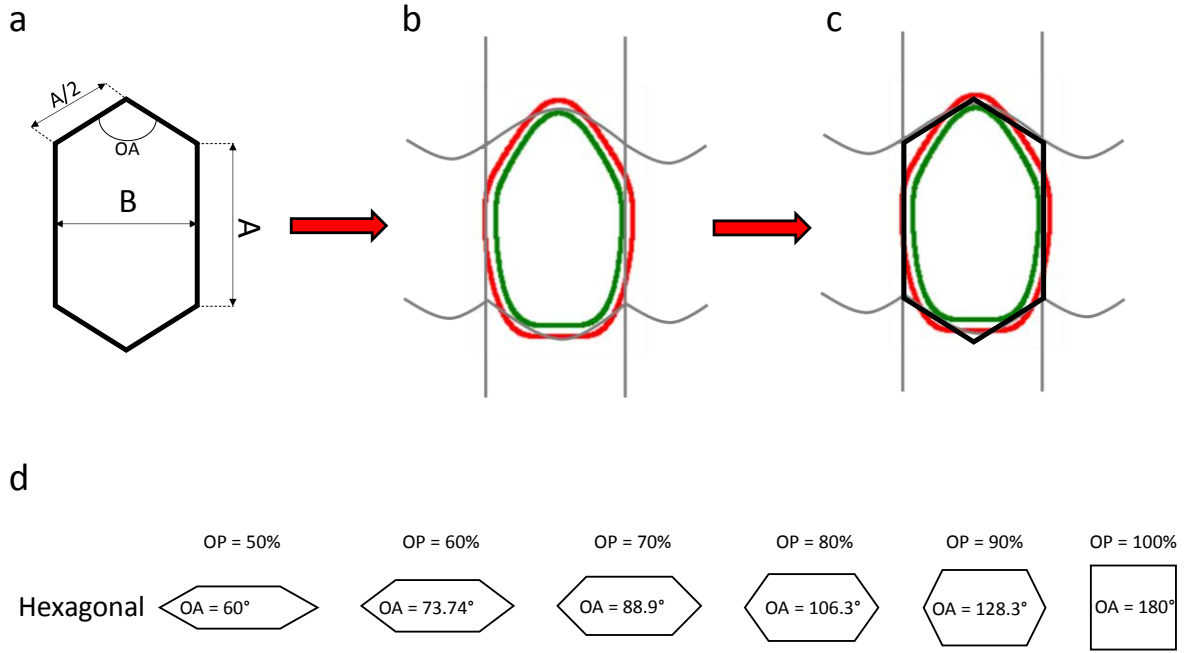 a
b
c
A/2
OA
B
A
d
OP = 50%
OP = 60%
OP = 70%
OP = 80%
OP = 90%
OP = 100%
Hexagonal
OA = 60°
OA = 73.74°
OA = 88.9°
OA = 106.3°
OA = 128.3°
OA = 180°